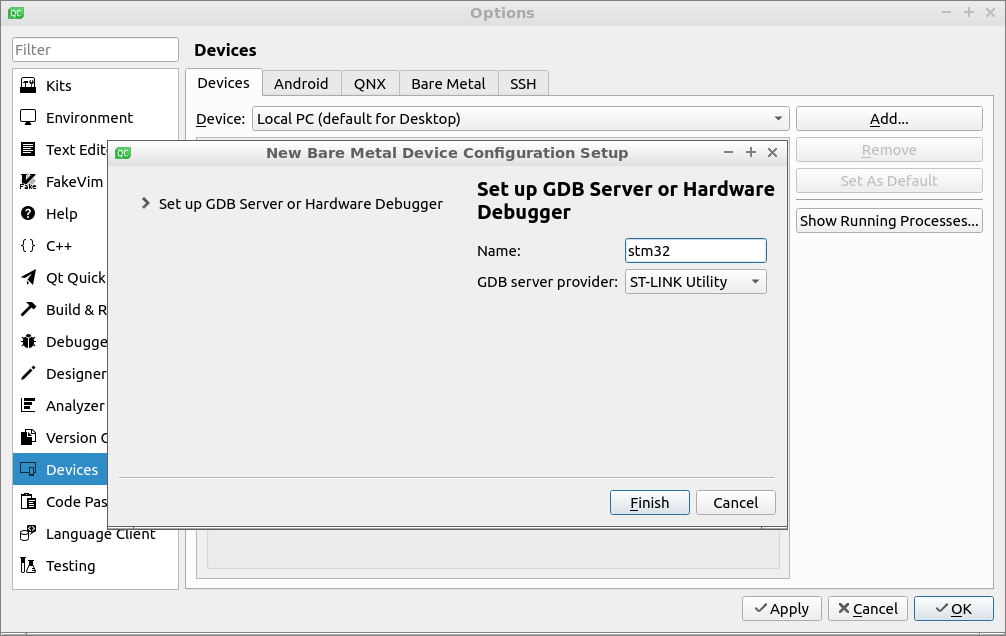 Options
Filter
Kits
Environment
Text Edit
FakeVim
Help
C++
Qt Quick
Build & R
Debugge
Designer
Analyzer
Version C
Devices
Code Pas
Language Client
Testing
Devices
Devices
Android
QNX
Bare Metal
SSH
Device:
Local PC (default for Desktop)
Add...
Remove
Set As Default
Show Running Processes...
New Bare Metal Device Configuration Setup
Set up GDB Server or Hardware Debugger
Set up GDB Server or Hardware
Debugger
Name:
stm32
GDB server provider:
ST-LINK Utility
Finish
Cancel
Apply
Cancel
OK